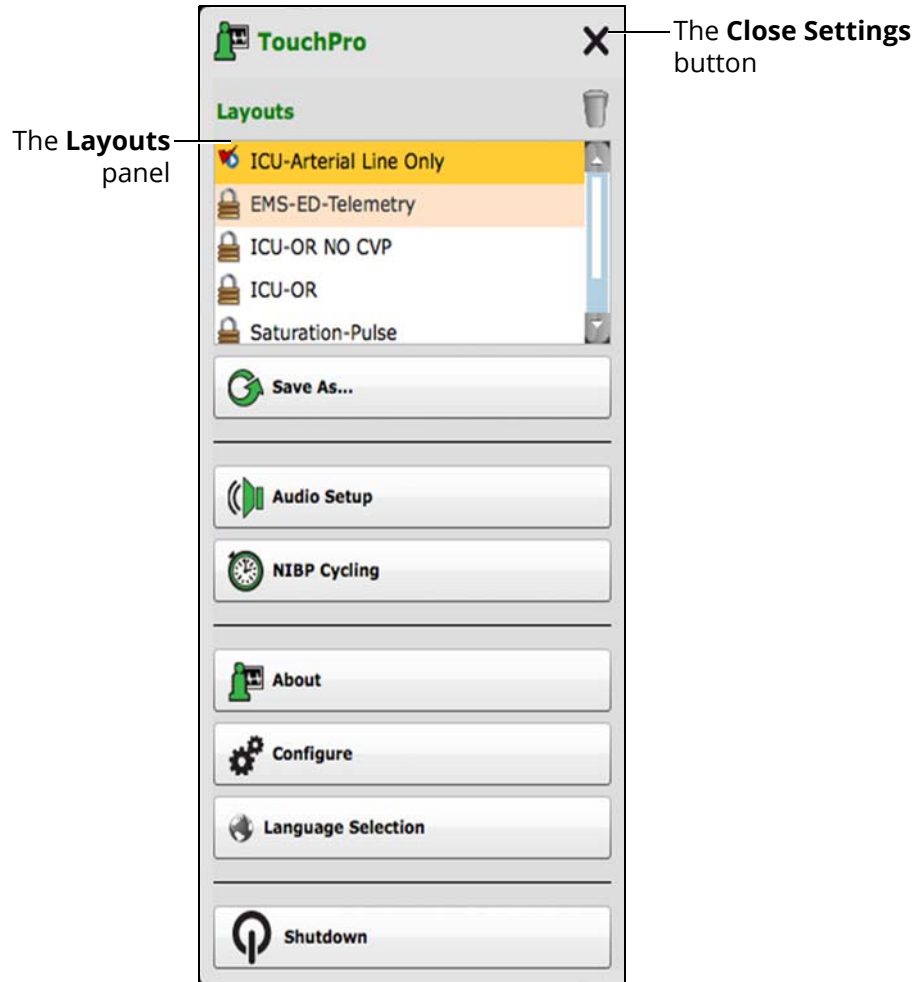 TouchPro
The Close Settings
button
Layouts
The Layouts
panel
ICU-Arterial Line Only
EMS-ED-Telemetry
ICU-OR NO CVP
ICU-OR
Saturation-Pulse
Save As...
Audio Setup
NIBP Cycling
About
Configure
Language Selection
Shutdown